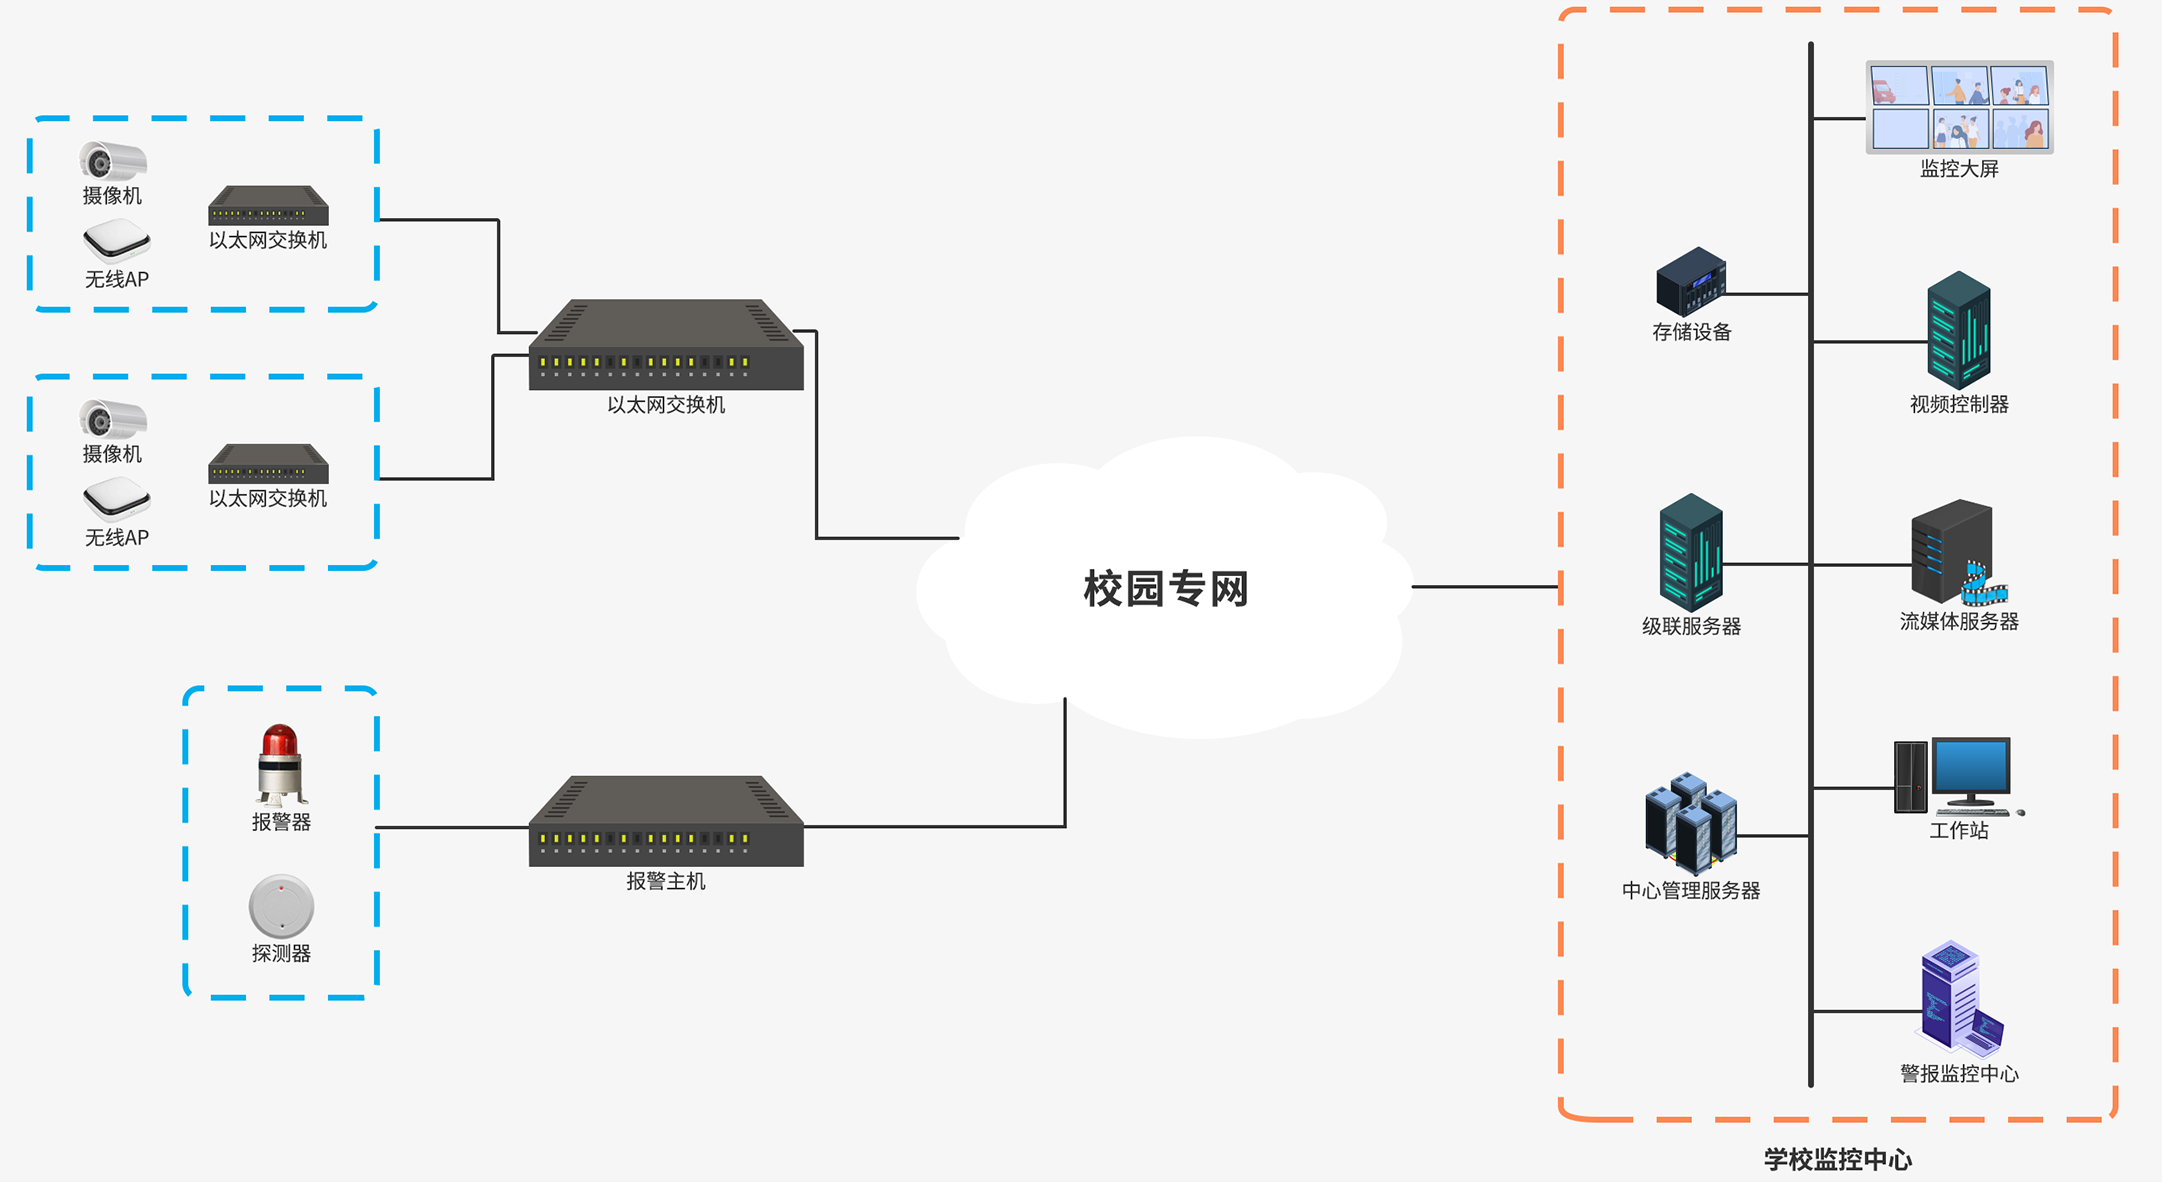 摄像机
以太网交换机
无线AP
以太网交换机
摄像机
以太网交换机
无线AP
校园专网
报警器
报警主机
探测器
监控大屏
存储设备
视频控制器
级联服务器
流媒体服务器
工作站
中心管理服务器
警报监控中心
学校监控中心